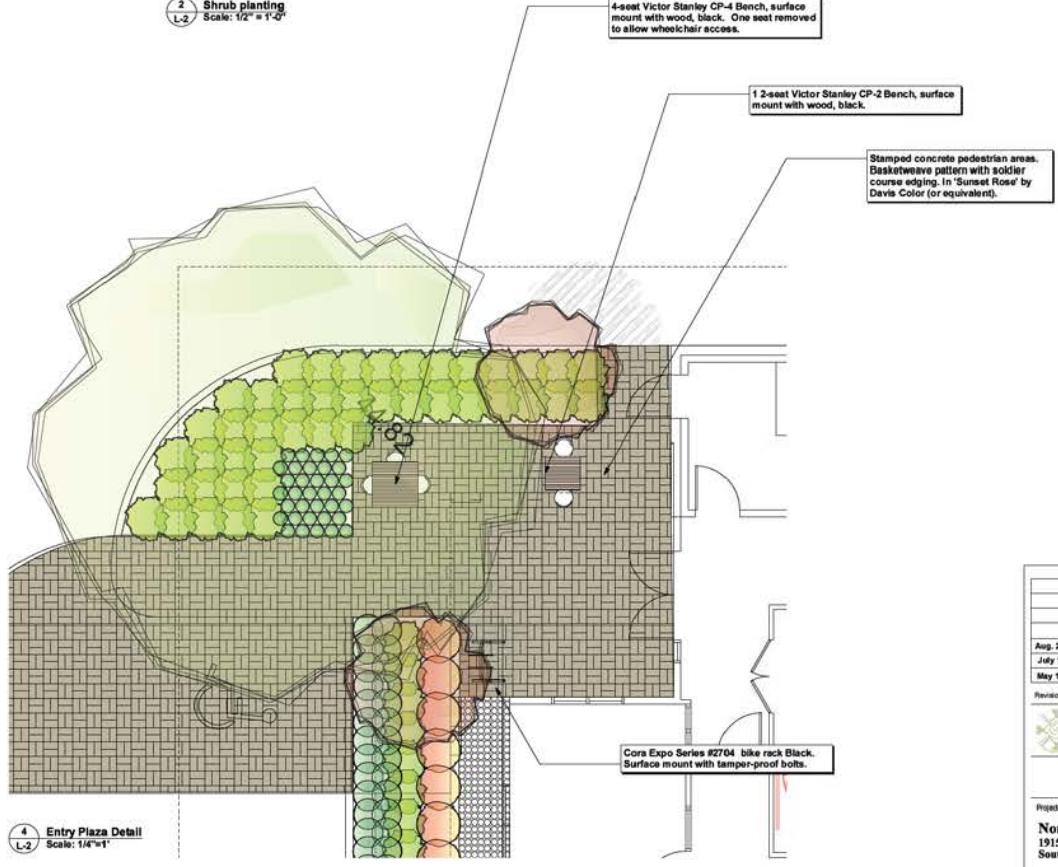 2
L-2
Shrub planting
Scale: 1/2" = 1'-0"
4-seat Victor Stanley CP-4 Bench, surface
mount with wood, black. One seat removed
to allow wheelchair access.
1 2-seat Victor Stanley CP-2 Bench, surface
mount with wood, black.
Stamped concrete pedestrian areas.
Basketweave pattern with soldier
course edging. In 'Sunset Rose' by
Davis Color (or equivalent).
Cora Expo Series #2704 bike rack Black.
Surface mount with tamper-proof bolts.
4
L-2
Entry Plaza Detail
Scale: 1/4"=1'
Aug.
July
May